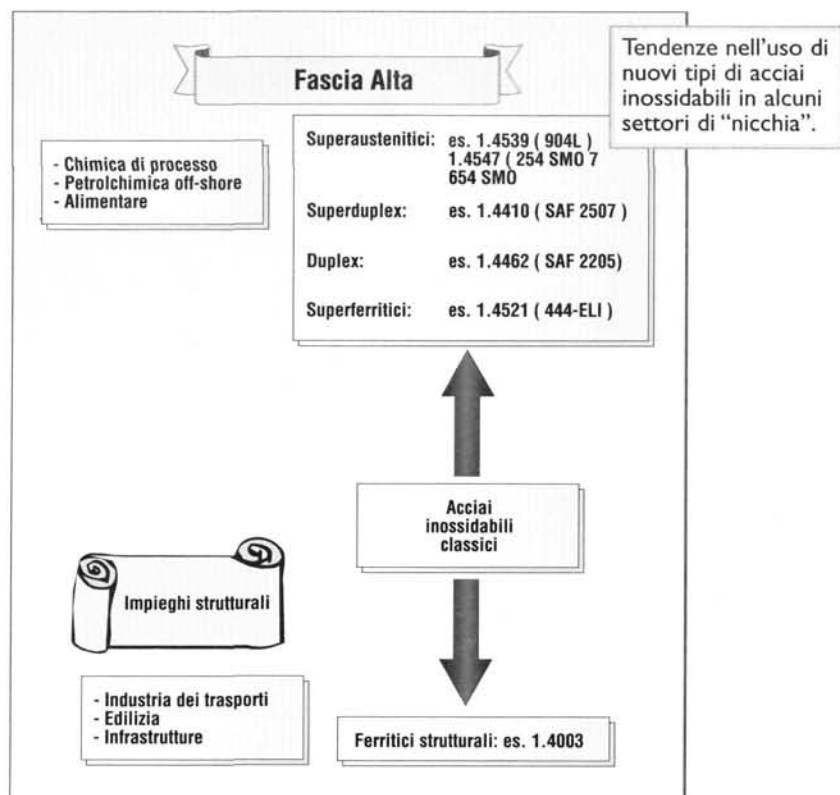 Fascia Alta
Tendenze nell'uso di
nuovi tipi di acciai
inossidabili in alcuni
settori di "nicchia".
- Chimica di processo
- Petrolchimica off-shore
- Alimentare
Superaustenitici: es. 1.4539 ( 904L )
1.4547 ( 254 SMO 7
654 SMO
Superduplex: es. 1.4410 ( SAF 2507 )
Duplex: es. 1.4462 ( SAF 2205)
Superferritici: es. 1.4521 ( 444-ELI )
Acciai
inossidabili
classici
Impieghi strutturali
- Industria dei trasporti
- Edilizia
- Infrastrutture
Ferritici strutturali: es. 1.4003